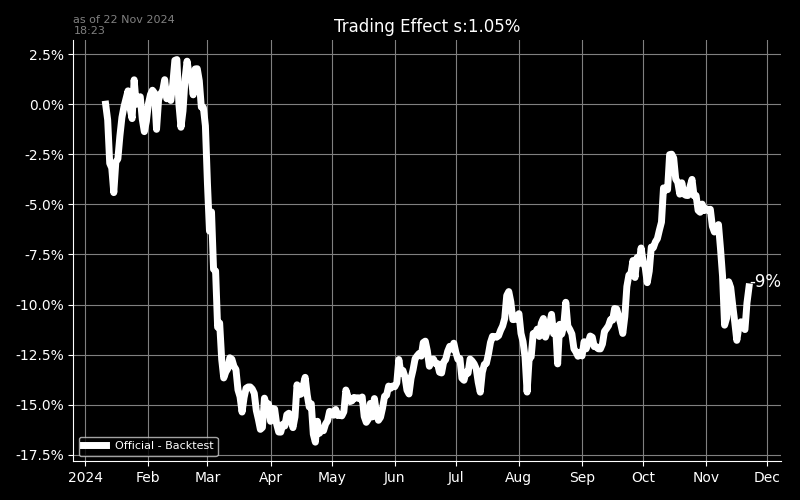 as of 22 Nov 2024
18:23
Trading Effect s:1.05%
2.5%
0.0%
-2.5%
-5.0%
-7.5%
-10.0%
-12.5%
-15.0%
-17.5%
-9%
Official - Backtest
2024 Feb Mar Apr May Jun Jul Aug Sep Oct Nov Dec